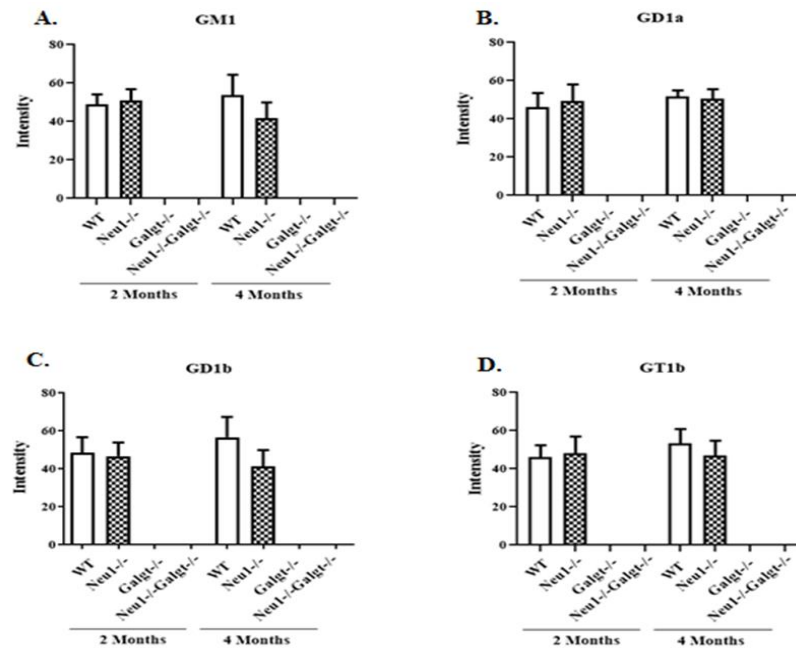 A.
GM1
80
60
40
20
0
Intensity
WT
Neu1-/-
Galgt-/-
Neu1-/-Galgt-/-
WT
Neu1-/-
Galgt-/-
Neu1-/-Galgt-/-
2 Months
4 Months
B.
GD1a
80
60
40
20
0
Intensity
WT
Neu1-/-
Galgt-/-
Neu1-/-Galgt-/-
WT
Neu1-/-
Galgt-/-
Neu1-/-Galgt-/-
2 Months
4 Months
C.
GD1b
80
60
40
20
0
Intensity
WT
Neu1-/-
Galgt-/-
Neu1-/-Galgt-/-
WT
Neu1-/-
Galgt-/-
Neu1-/-Galgt-/-
2 Months
4 Months
D.
GT1b
80
60
40
20
0
Intensity
WT
Neu1-/-
Galgt-/-
Neu1-/-Galgt-/-
WT
Neu1-/-
Galgt-/-
Neu1-/-Galgt-/-
2 Months
4 Months